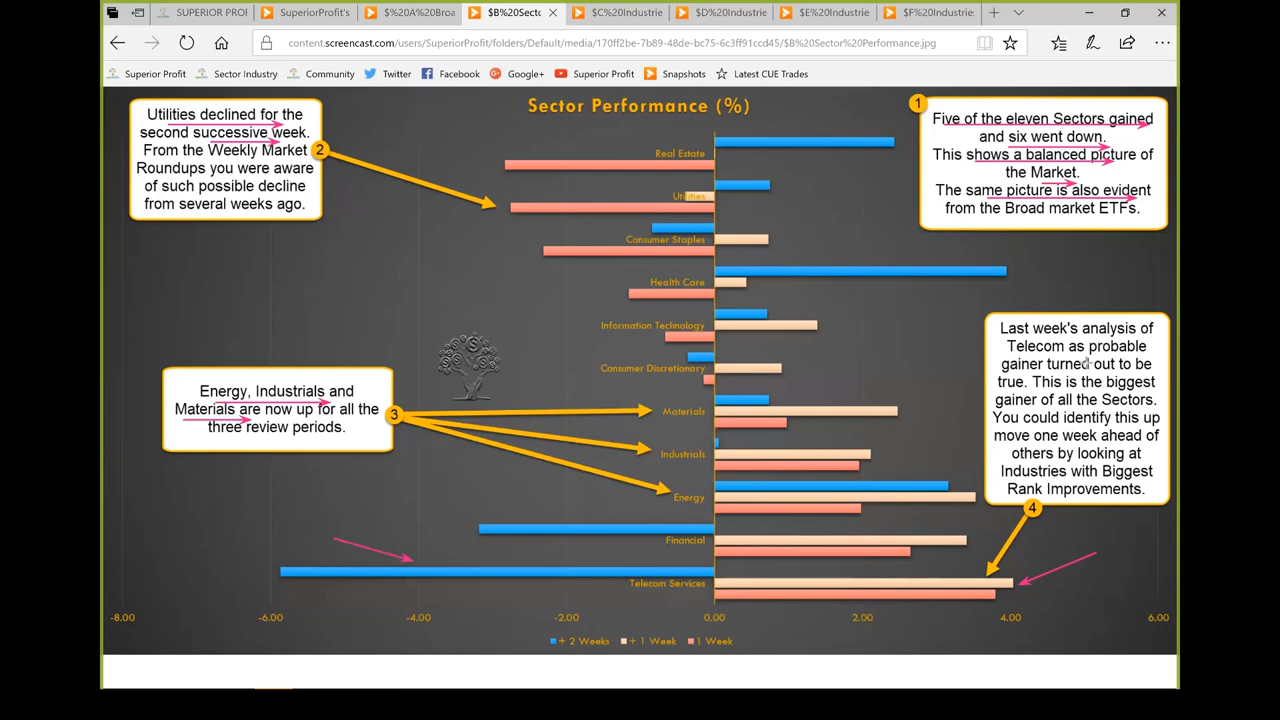 SUPERIOR PROF
SuperiorProfit's
$%20A%20Broa
$B%20Secto
$C%20Industrie
$D%20Industrie
$E%20Industrie
$F%20Industrie
content.screencast.com/users/SuperiorProfit/folders/Default/media/170ff2be-7b89-48de-bc75-6c3ff91ccd45/$B%20Sector%20Performance.jpg
Superior Profit
Sector Industry
Community
Twitter
Facebook
Google+
Superior Profit
Snapshots
Latest CUE Trades
Sector Performance (%)
1
Five of the eleven Sectors gained
and six went down.
This shows a balanced picture of
the Market.
The same picture is also evident
from the Broad market ETFs.
Utilities declined for the
second successive week.
From the Weekly Market
Roundups you were aware
of such possible decline
from several weeks ago.
2
Energy, Industrials and
Materials are now up for all the
three review periods.
3
Last week's analysis of
Telecom as probable
gainer turned out to be
true. This is the biggest
gainer of all the Sectors.
You could identify this up
move one week ahead of
others by looking at
Industries with Biggest
Rank Improvements.
4
Real Estate
Utilities
Consumer Staples
Health Care
Information Technology
Consumer Discretionary
Materials
Industrials
Energy
Financial
Telecom Services
-8.00 -6.00 -4.00 -2.00 0.00 2.00 4.00 6.00
+ 2 Weeks + 1 Week 1 Week